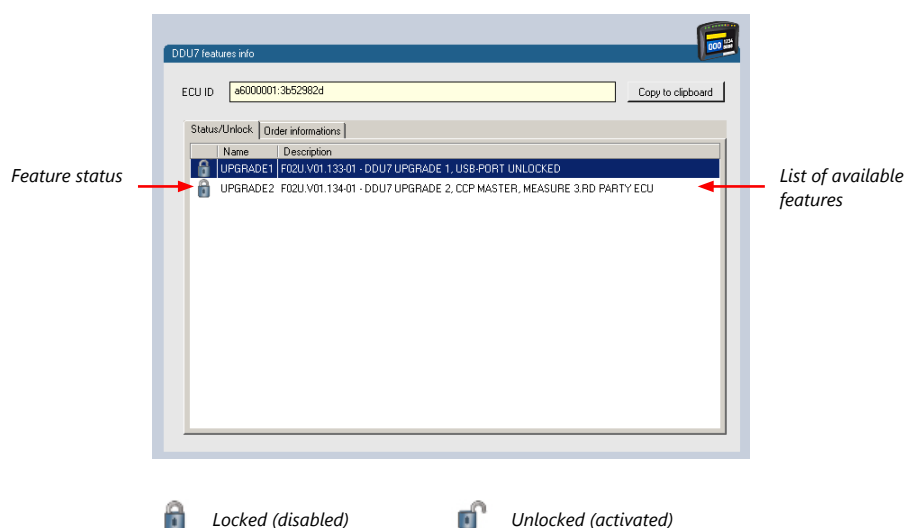 DDU7 features info
ECU ID
a6000001:3b52982d
Copy to clipboard
Status/Unlock
Order informations
Name
Description
UPGRADE1
F02U.V01.133-01 - DDU7 UPGRADE 1, USB-PORT UNLOCKED
UPGRADE2
F02U.V01.134-01 - DDU7 UPGRADE 2, CCP MASTER, MEASURE 3.RD PARTY ECU
Feature status
List of available
features
Locked (disabled)
Unlocked (activated)